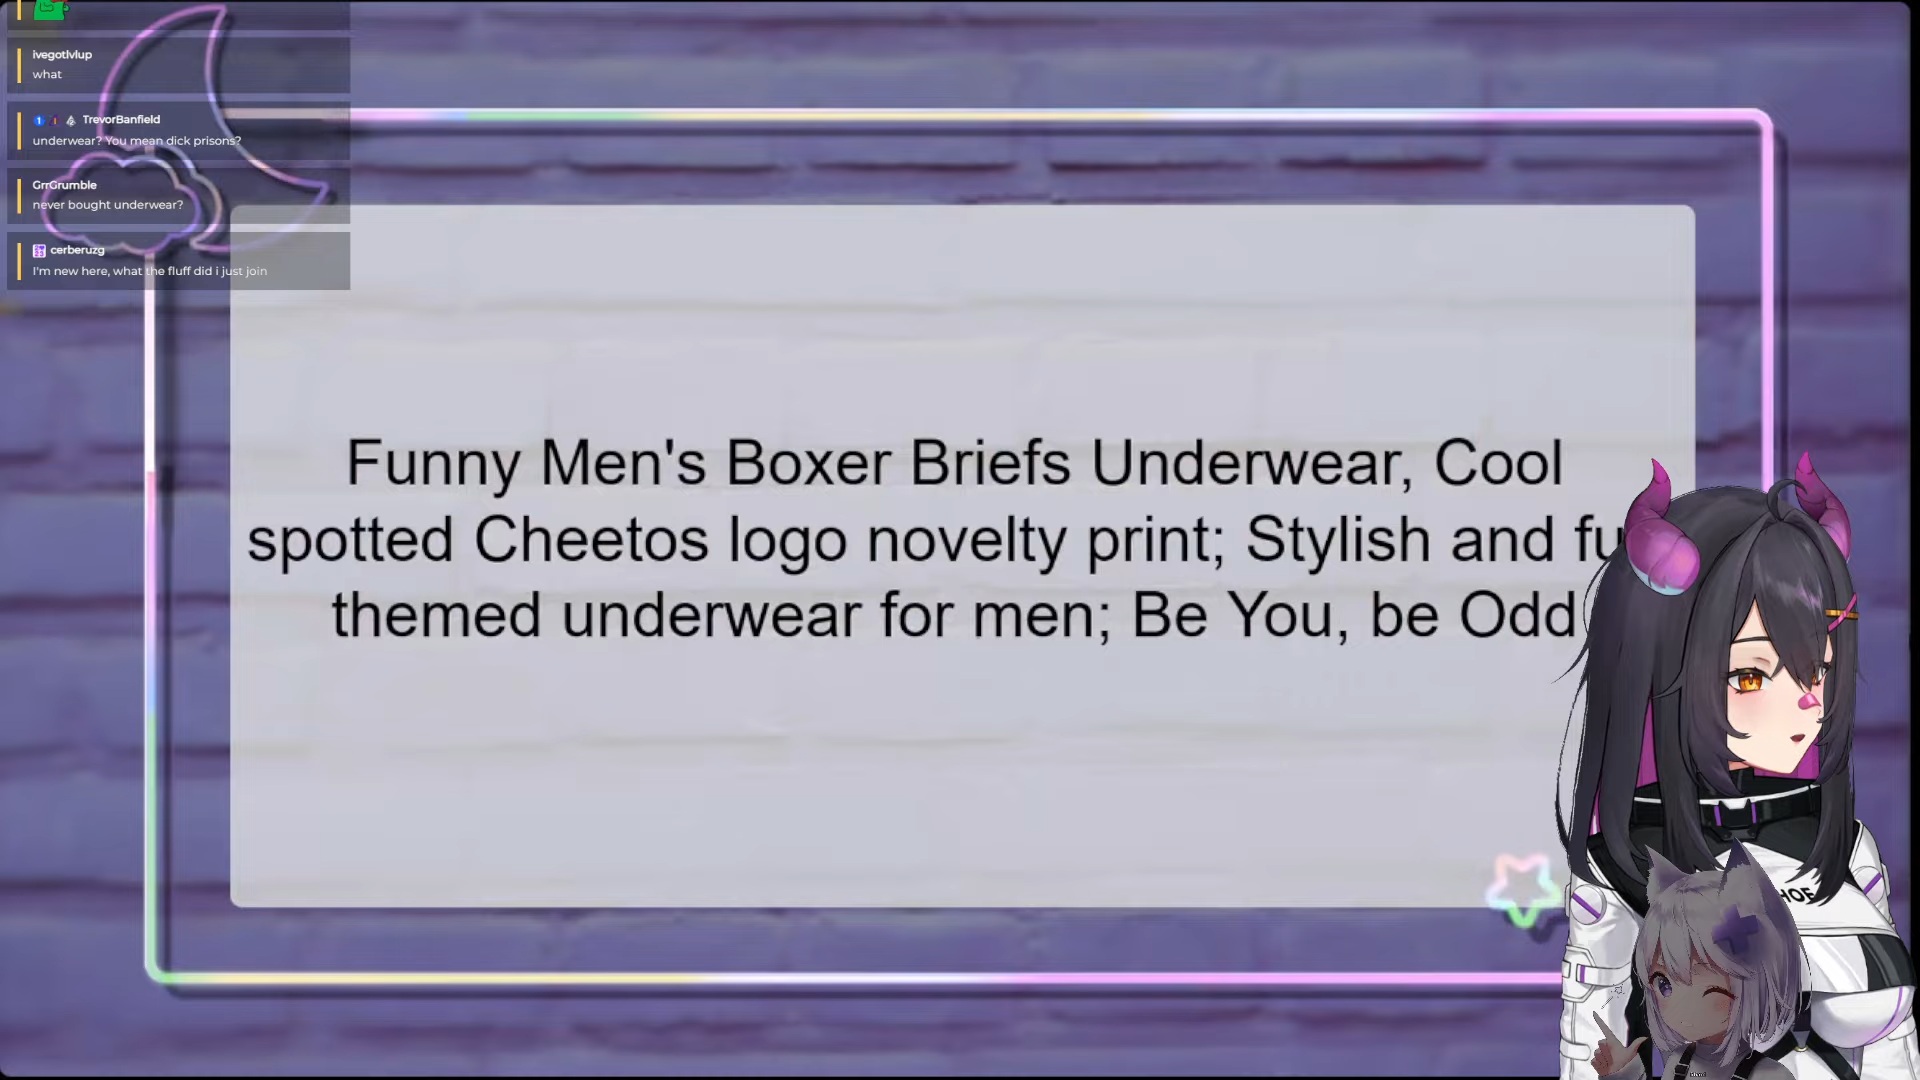 ivegotlvlup
what
TrevorBanfield
underwear? You mean dick prisons?
GrrGrumble
never bought underwear?
cerberuzg
I'm new here, what the fluff did i just join
Funny Men's Boxer Briefs Underwear, Cool
spotted Cheetos logo novelty print; Stylish and
themed underwear for men; Be You, be Odd